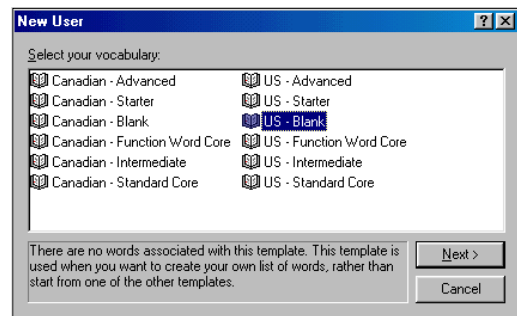 New User
Select your vocabulary:
Canadian - Advanced
Canadian - Starter
Canadian - Blank
Canadian - Function Word Core
Canadian - Intermediate
Canadian - Standard Core
US - Advanced
US - Starter
US - Blank
US - Function Word Core
US - Intermediate
US - Standard Core
There are no words associated with this template. This template is
used when you want to create your own list of words, rather than
start from one of the other templates.
Next >
Cancel